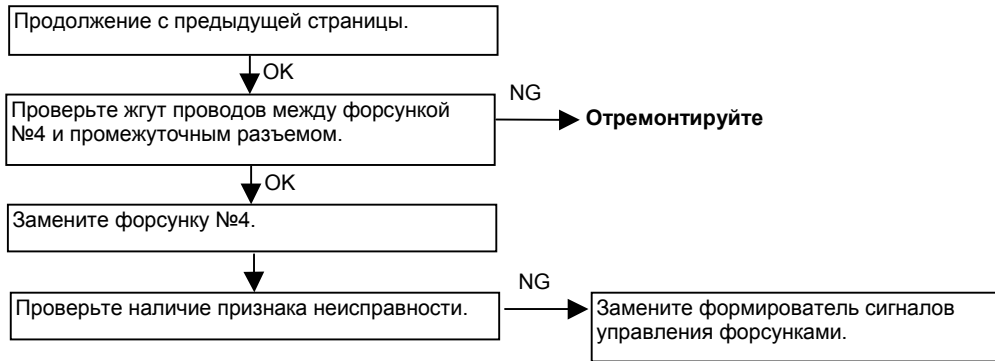 Продолжение с предыдущей страницы.
OK
Проверьте жгут проводов между форсункой
№4 и промежуточным разъемом.
NG
Отремонтируйте
OK
Замените форсунку №4.
Проверьте наличие признака неисправности.
NG
Замените формирователь сигналов
управления форсунками.